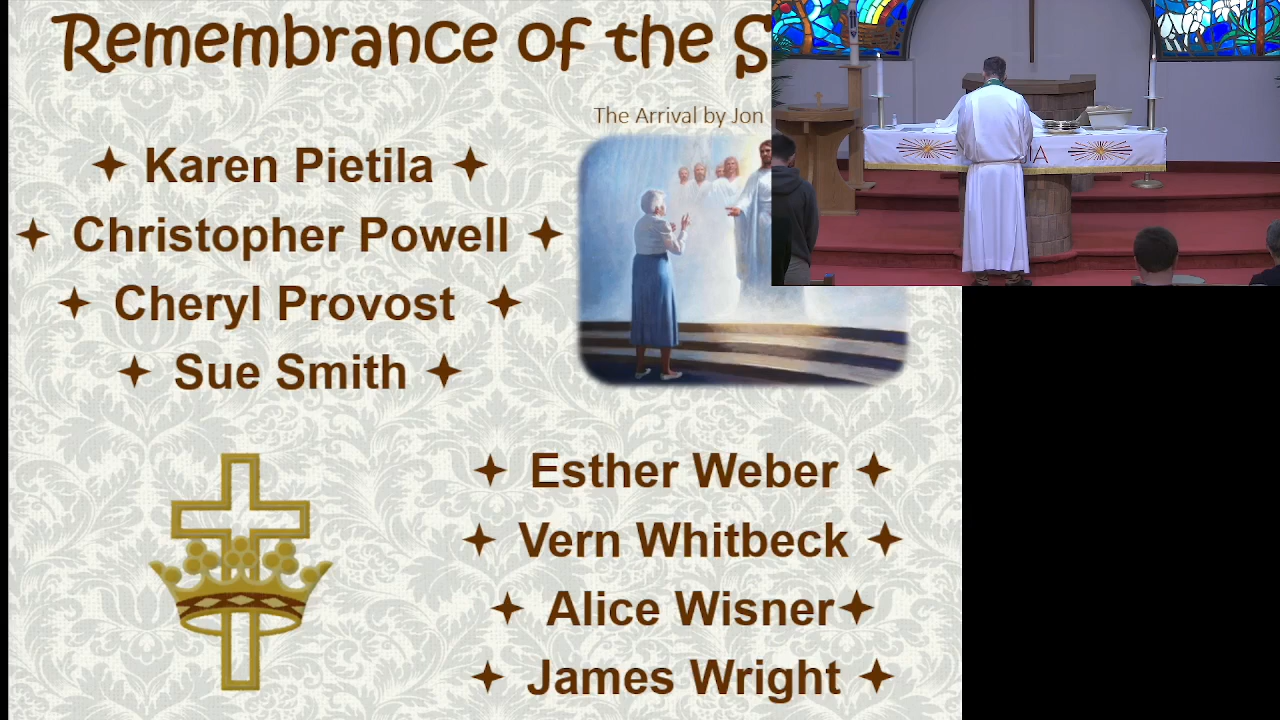 Remembrance of the S
The Arrival by Jon
✦ Karen Pietila ✦
✦ Christopher Powell ✦
✦ Cheryl Provost ✦
✦ Sue Smith ✦
✦ Esther Weber ✦
✦ Vern Whitbeck ✦
✦ Alice Wisner ✦
✦ James Wright ✦
IA